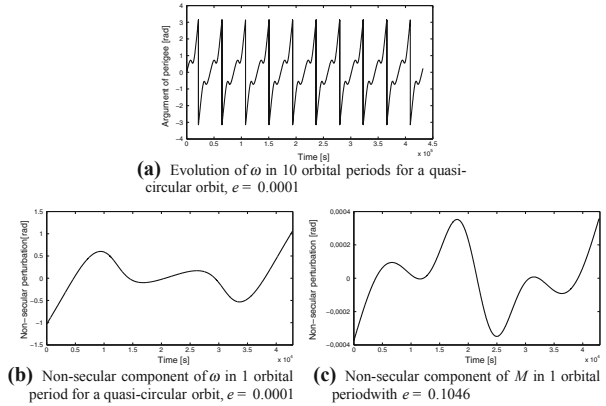 Argument of perigee [rad]
4
3
2
1
0
−1
−2
−3
−4
0 0.5 1 1.5 2 2.5 3 3.5 4 4.5
x 10⁶
Time [s]
(a) Evolution of ω in 10 orbital periods for a quasi-
circular orbit, e = 0.0001
Non−secular perturbation[rad]
1.5
1
0.5
0
−0.5
−1
−1.5
0 0.5 1 1.5 2 2.5 3 3.5 4
Time [s]
(b) Non-secular component of ω in 1 orbital
period for a quasi-circular orbit, e = 0.0001
Non−secular perturbation [rad]
0.0004
0.0002
0
−0.0002
−0.0004
0 0.5 1 1.5 2 2.5 3 3.5 4
Time [s]
(c) Non-secular component of M in 1 orbital
periodwith e = 0.1046